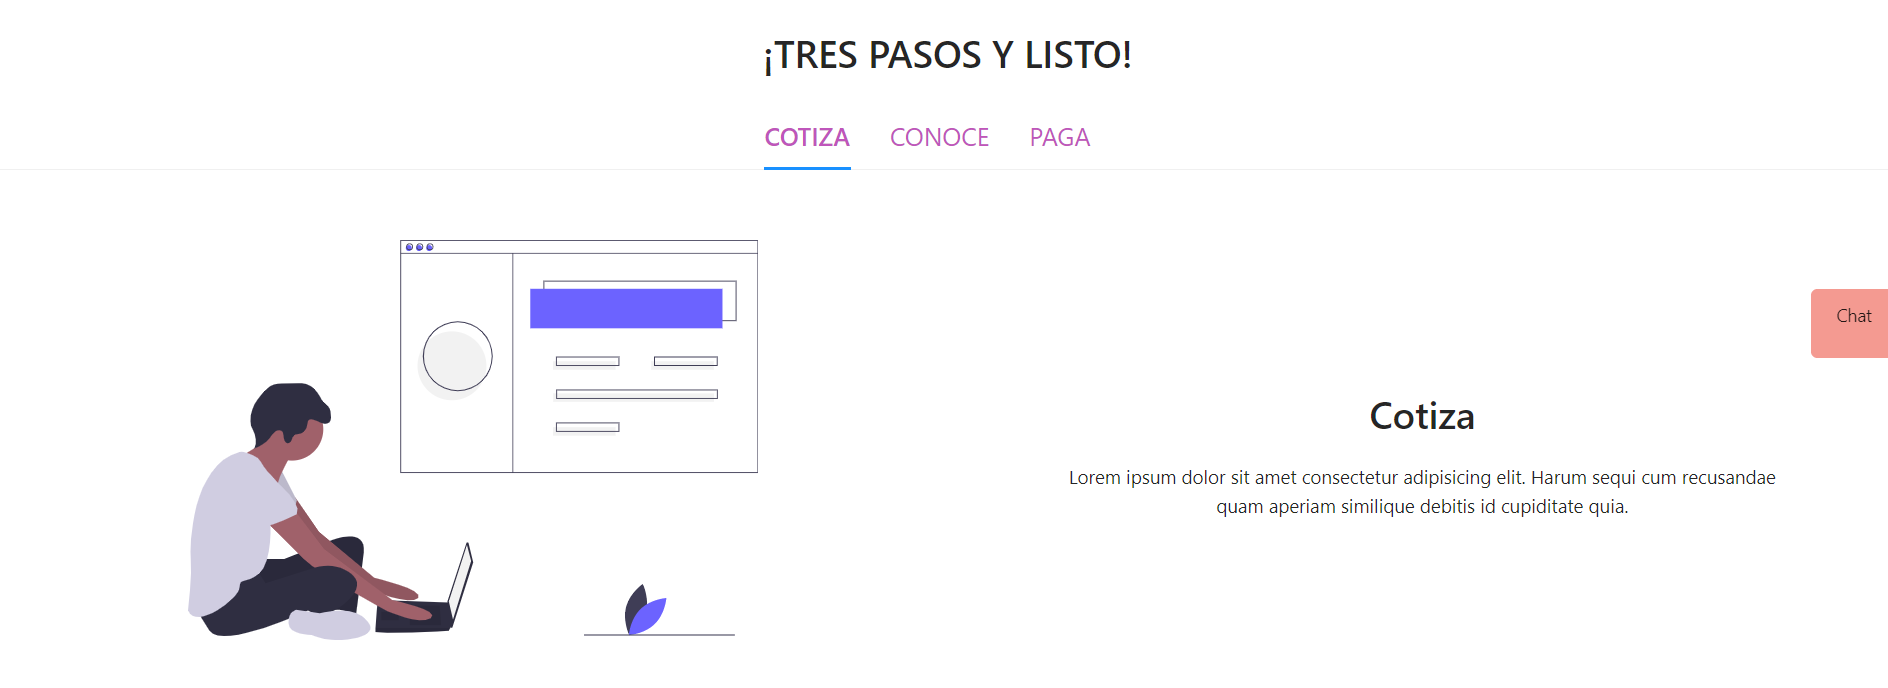 ¡TRES PASOS Y LISTO!
COTIZA CONOCE PAGA
Chat
Cotiza
Lorem ipsum dolor sit amet consectetur adipisicing elit. Harum sequi cum recusandae
quam aperiam similique debitis id cupiditate quia.